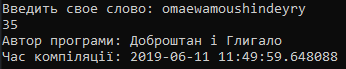 Введить свое слово: omaewamoushindeyry
35
Автор програми: Доброштан і Глигало
Час компіляції: 2019-06-11 11:49:59.648088